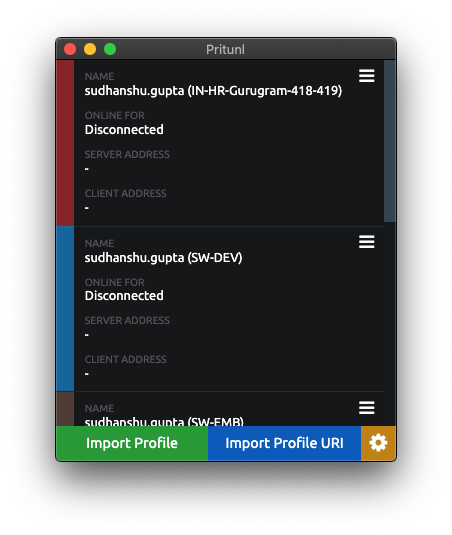 Pritunl
NAME
sudhanshu.gupta (IN-HR-Gurugram-418-419)
ONLINE FOR
Disconnected
SERVER ADDRESS
-
CLIENT ADDRESS
-
NAME
sudhanshu.gupta (SW-DEV)
ONLINE FOR
Disconnected
SERVER ADDRESS
-
CLIENT ADDRESS
-
NAME
sudhanshu.gupta (SW-EMB)
Import Profile
Import Profile URI